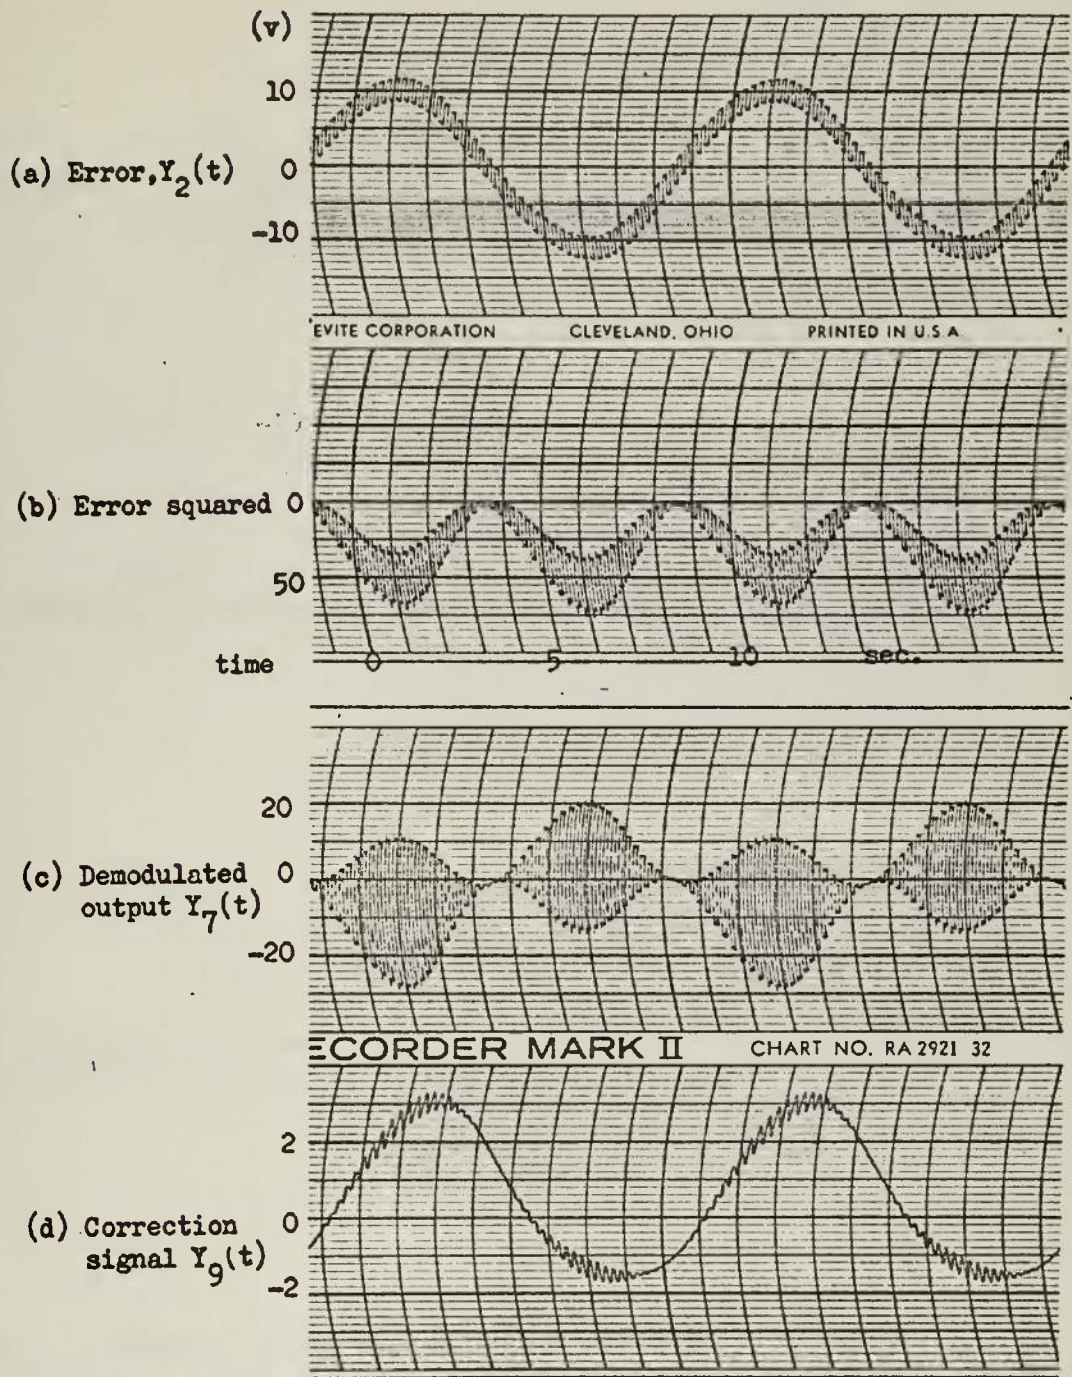 (v)
10
(a) Error, Y2(t) 0
-10
EVITE CORPORATION CLEVELAND, OHIO PRINTED IN U.S.A.
(b) Error squared 0
50
time 0 5 10 sec.
20
(c) Demodulated 0
output Y7(t)
-20
ECORDER MARK II CHART NO. RA 2921 32
2
(d) Correction 0
signal Y9(t)
-2